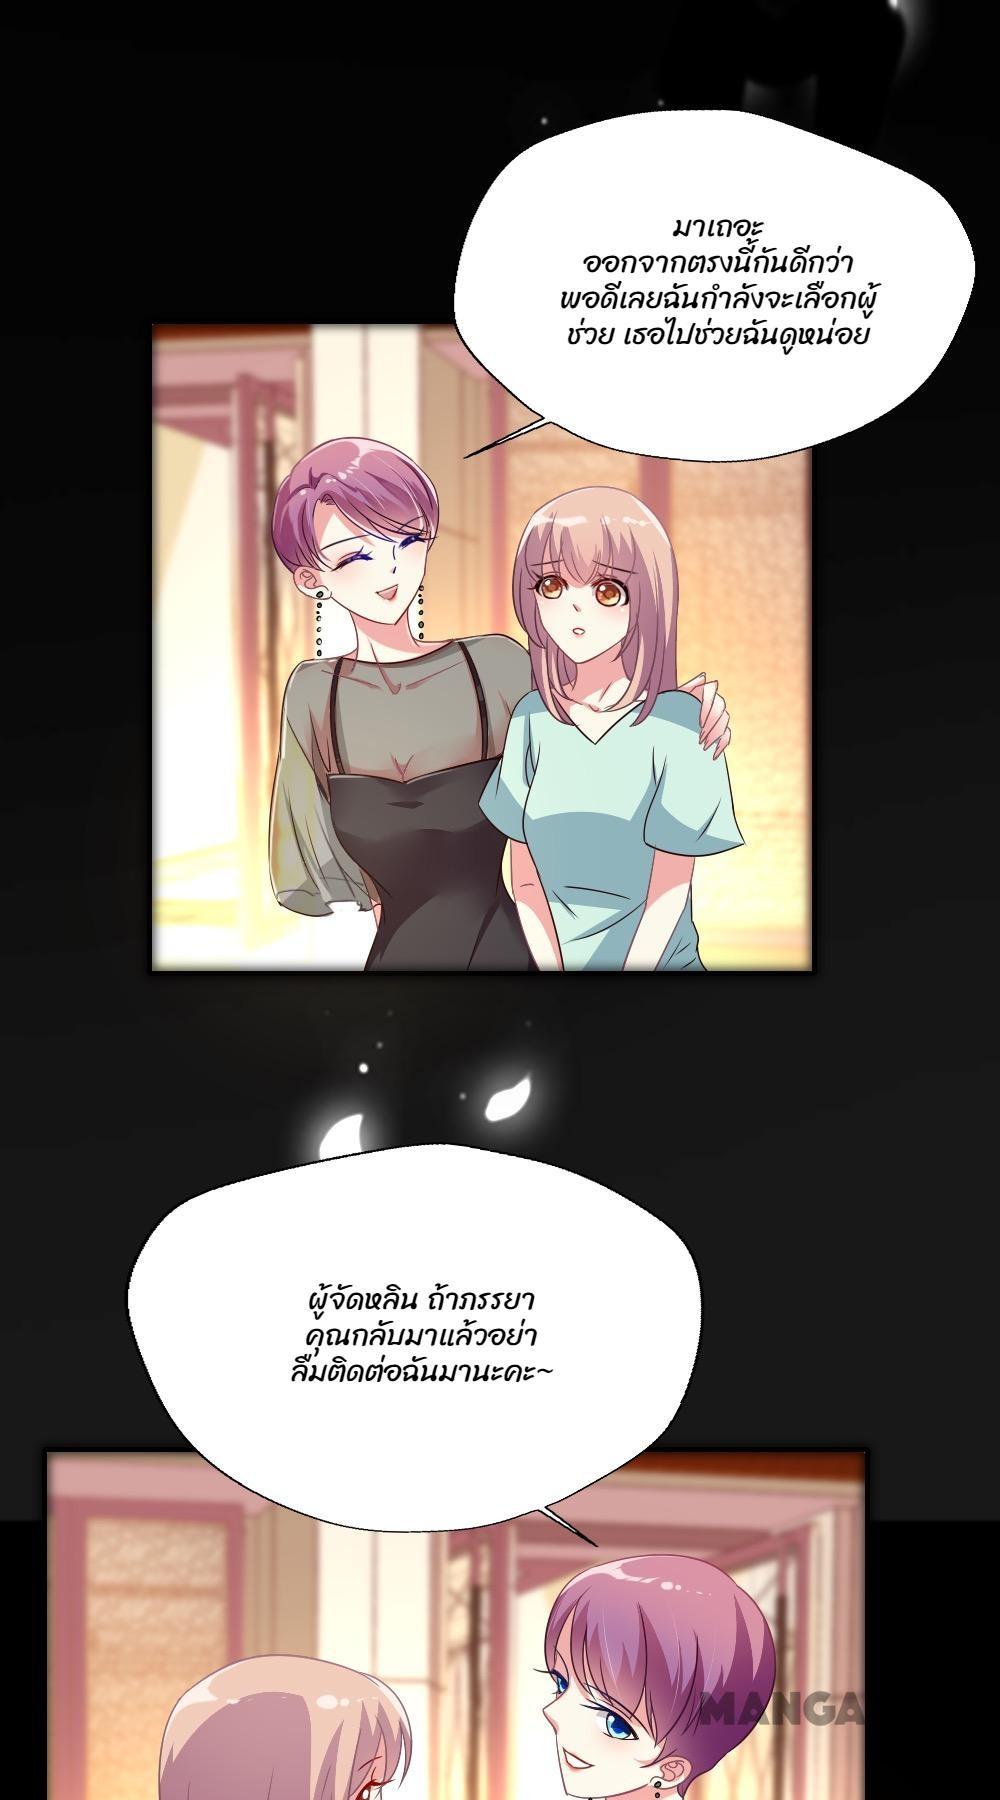 มาเถอะ
ออกจากตรงนี้กันดีกว่า
พอดีเลยฉันกำลังจะเลือกผู้
ช่วย เธอไปช่วยฉันดูหน่อย
ผู้จัดหลิน ถ้าภรรยา
คุณกลับมาแล้วอย่า
ลืมติดต่อฉันมานะคะ~
MANGA